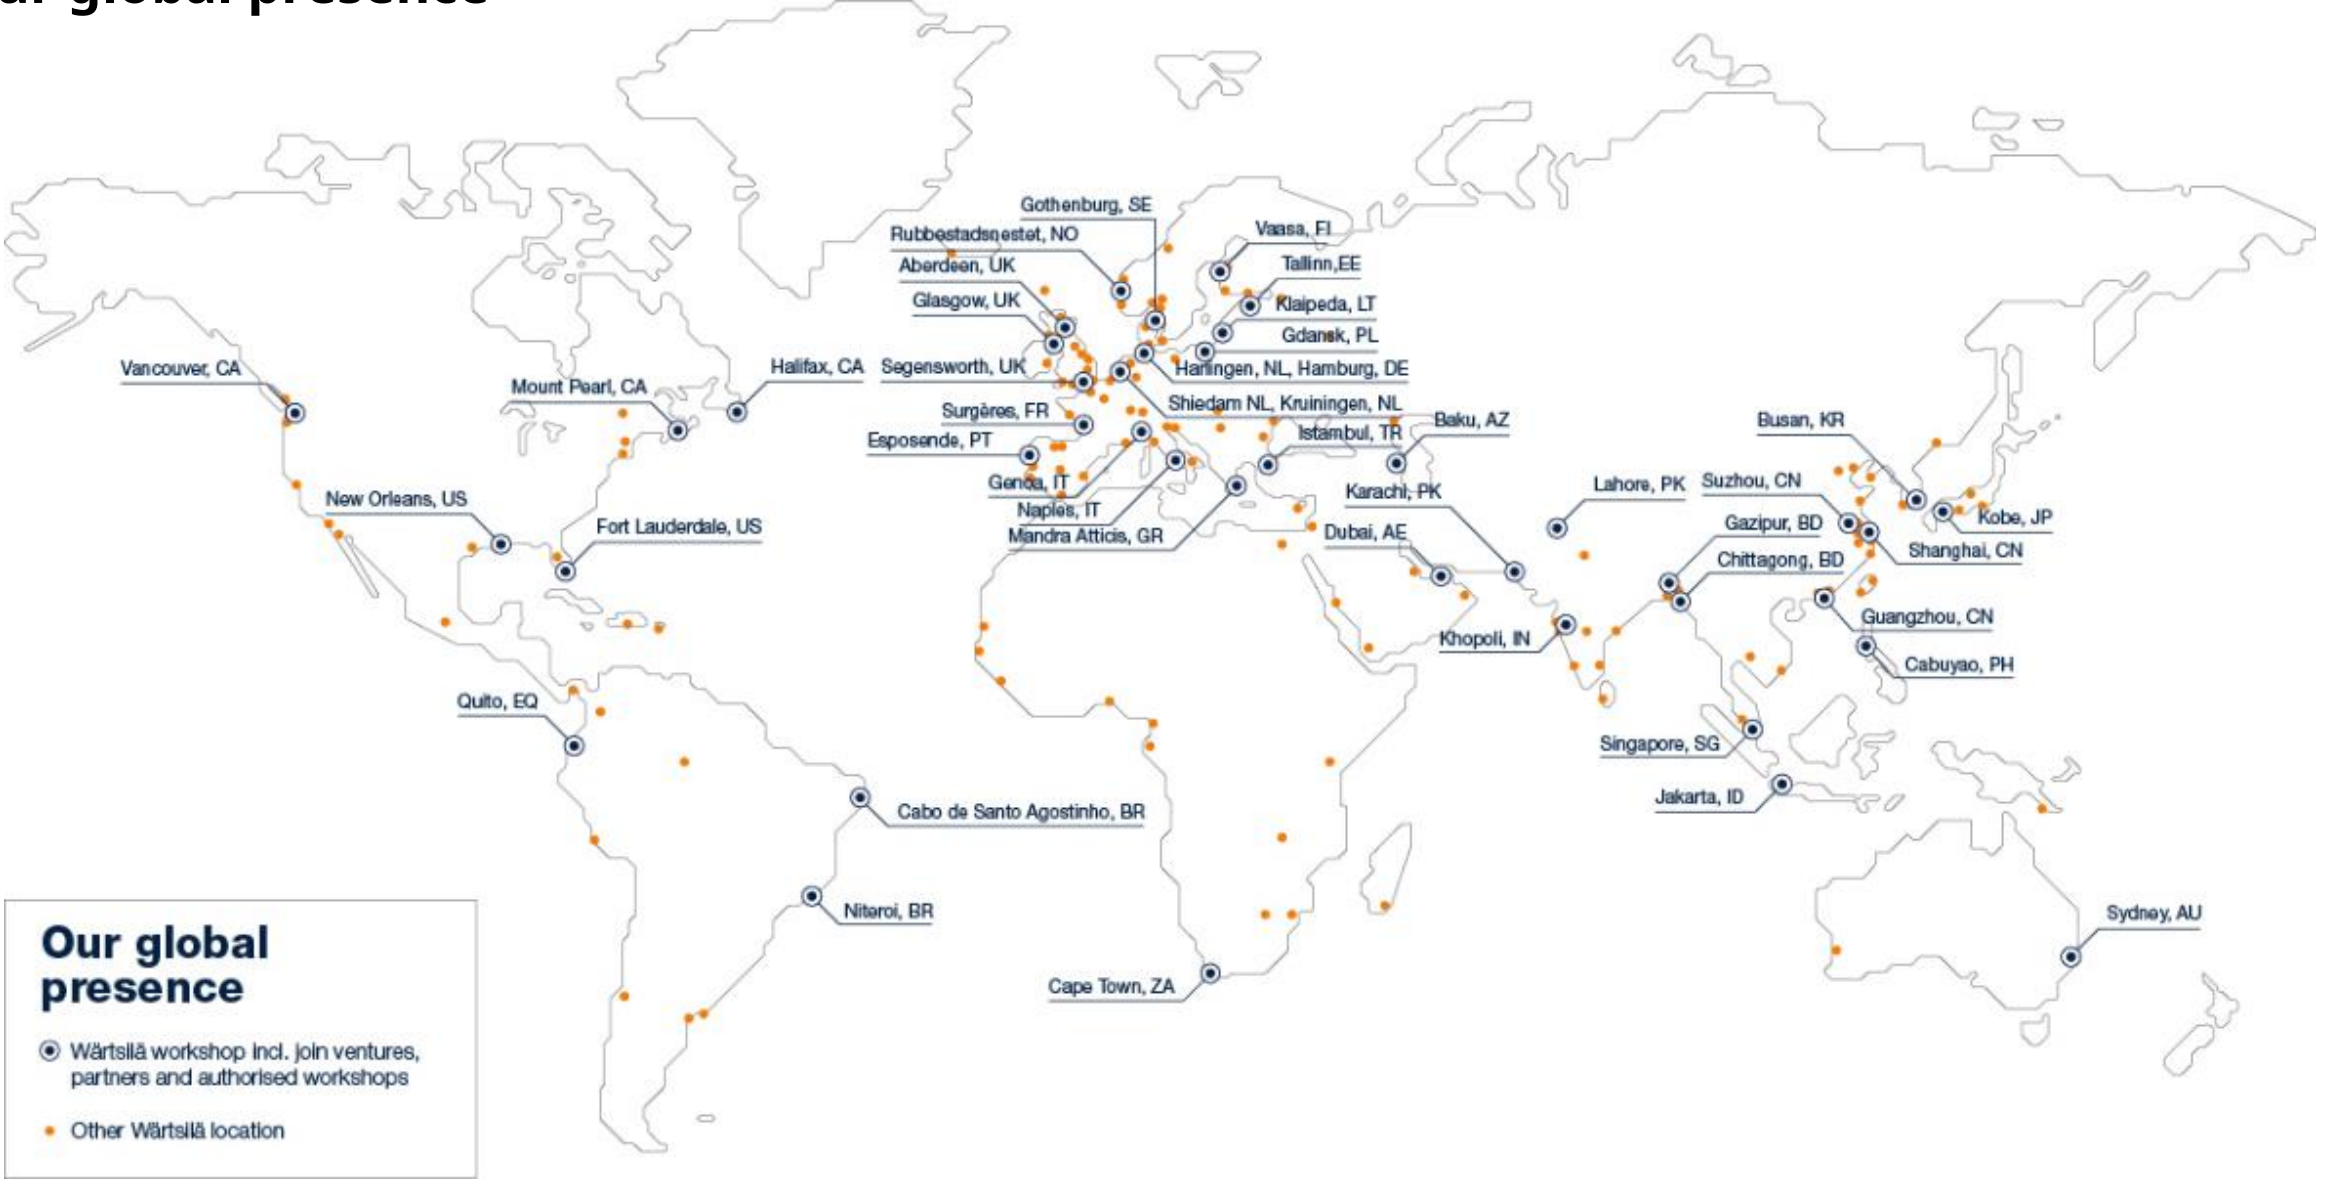 ur global presence
Gothenburg, SE
Rubbestadsnestet, NO
Vaasa, FI
Aberdeen, UK
Tallinn,EE
Glasgow, UK
Klaipeda, LT
Gdansk, PL
Vancouver, CA
Halifax, CA
Segensworth, UK
Harlingen, NL, Hamburg, DE
Mount Pearl, CA
Surgères, FR
Shiedam NL, Kruiningen, NL
Baku, AZ
Busan, KR
Esposende, PT
Istambul, TR
Genoa, IT
Karachi, PK
Lahore, PK
Suzhou, CN
New Orleans, US
Naples, IT
Fort Lauderdale, US
Mandra Atticis, GR
Dubai, AE
Gazipur, BD
Kobe, JP
Shanghai, CN
Chittagong, BD
Guangzhou, CN
Khopoli, IN
Cabuyao, PH
Quito, EQ
Singapore, SG
Jakarta, ID
Cabo de Santo Agostinho, BR
Niteroi, BR
Sydney, AU
Cape Town, ZA
Our global
presence
Wärtsilä workshop incl. join ventures,
partners and authorised workshops
Other Wärtsilä location